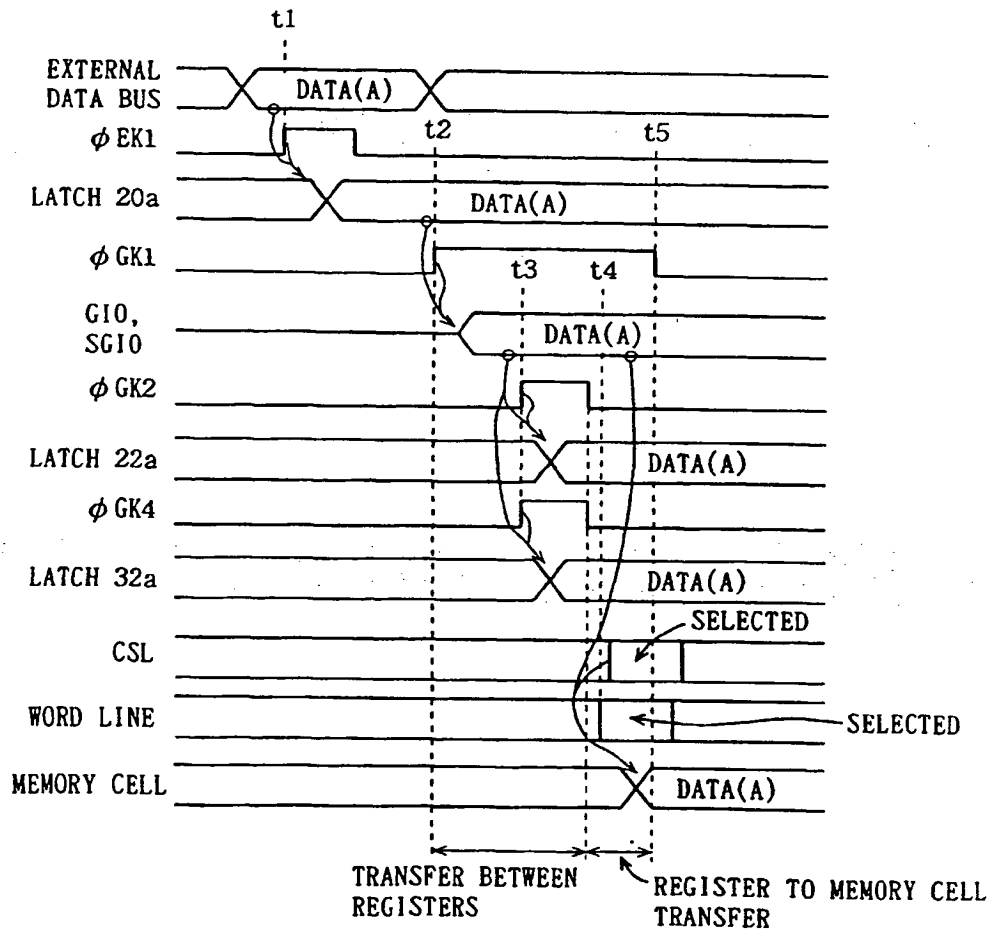 t1
EXTERNAL
DATA BUS
DATA(A)
φEK1
t2
t5
LATCH 20a
DATA(A)
φGK1
t3
t4
GIO,
SGIO
DATA(A)
φGK2
LATCH 22a
DATA(A)
φGK4
LATCH 32a
DATA(A)
SELECTED
CSL
WORD LINE
SELECTED
MEMORY CELL
DATA(A)
TRANSFER BETWEEN
REGISTERS
REGISTER TO MEMORY CELL
TRANSFER